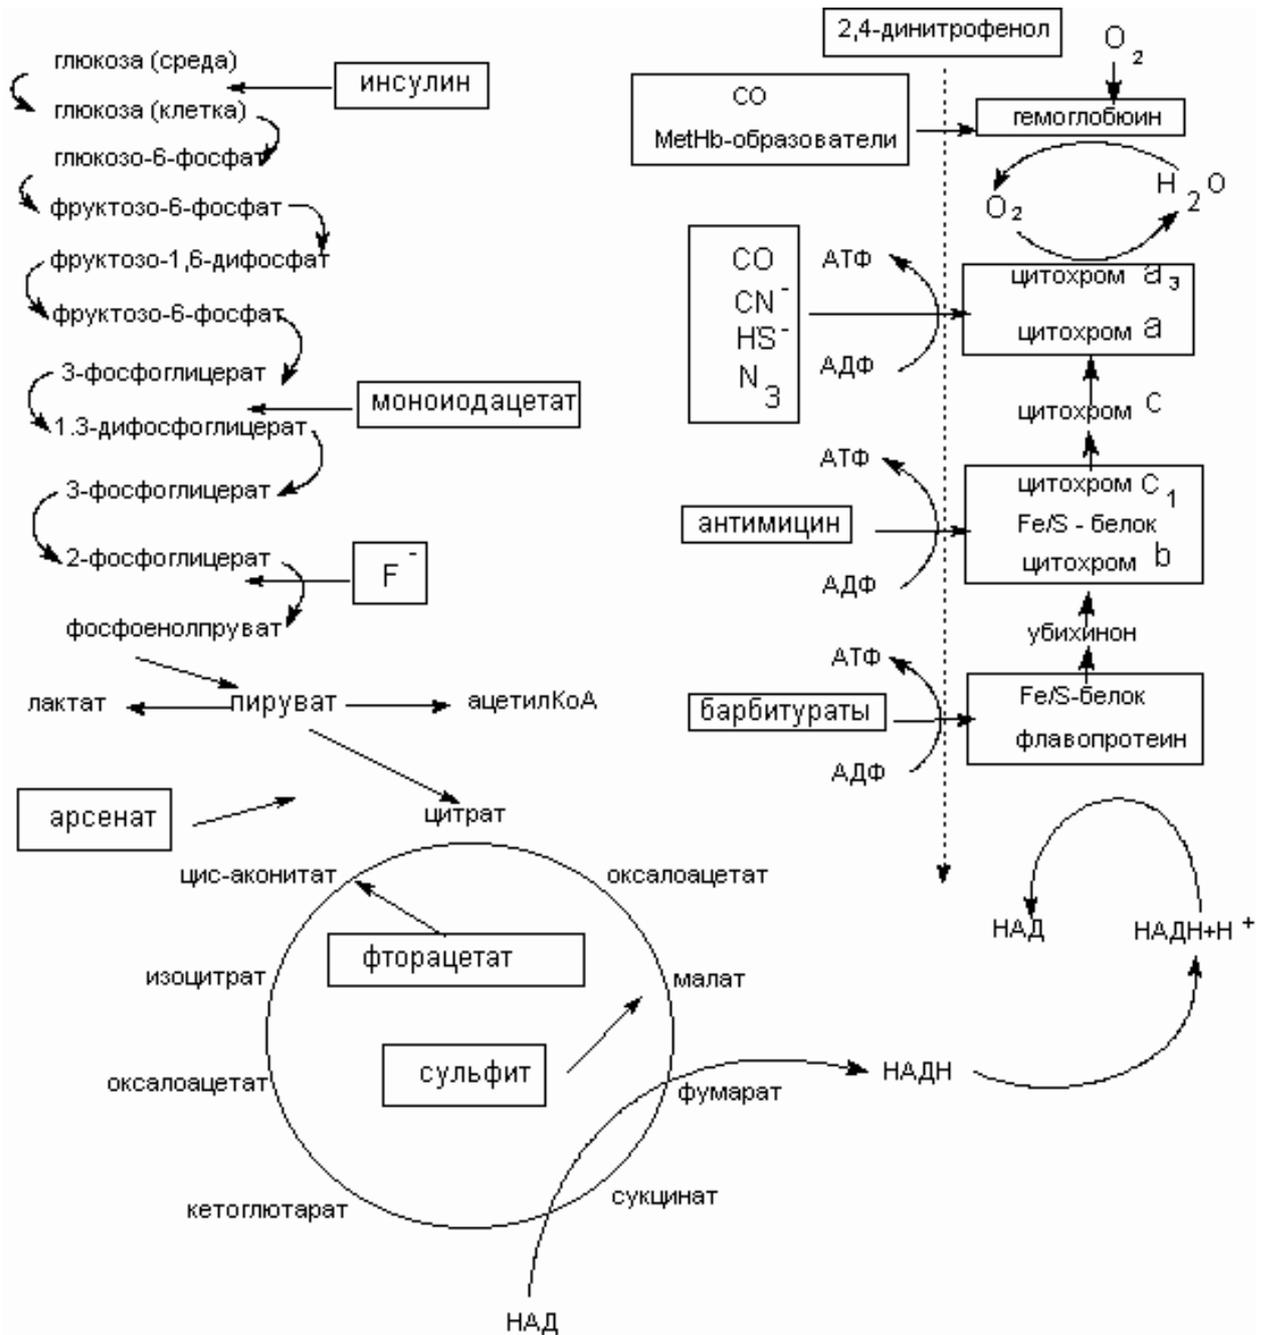 глюкоза (среда)
инсулин
глюкоза (клетка)
глюкозо-6-фосфат
фруктозо-6-фосфат
фруктозо-1,6-дифосфат
фруктозо-6-фосфат
3-фосфоглицерат
моноиодацетат
1.3-дифосфоглицерат
3-фосфоглицерат
2-фосфоглицерат
F-
фосфоенолпруват
лактат
пируват
ацетилКоА
арсенат
цитрат
цис-аконитат
оксалоацетат
фторацетат
изоцитрат
малат
сульфит
оксалоацетат
фумарат
кетоглютарат
сукцинат
НАД
НАДН
2,4-динитрофенол
O2
CO
MetHb-образователи
гемоглобюин
O2
H2O
CO
CN-
HS-
N3
АТФ
АДФ
цитохром a3
цитохром a
цитохром c
АТФ
антимицин
АДФ
цитохром c1
Fe/S - белок
цитохром b
убихинон
АТФ
барбитураты
АДФ
Fe/S-белок
флавопротеин
НАД
НАДН+Н+